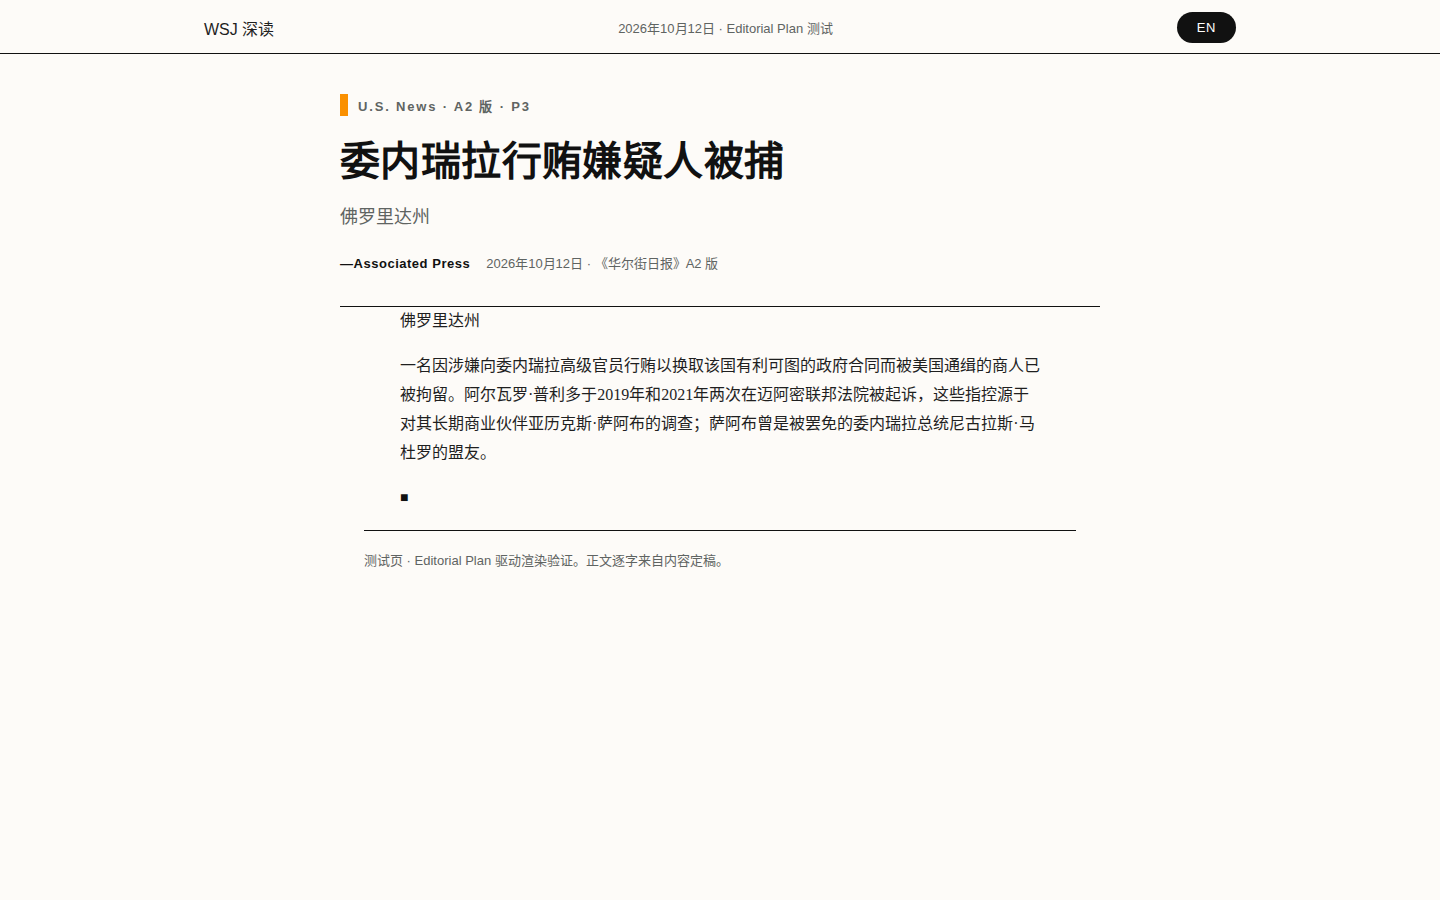 WSJ 深读
2026年10月12日 · Editorial Plan 测试
EN
U.S. News · A2 版 · P3
委内瑞拉行贿嫌疑人被捕
佛罗里达州
—Associated Press 2026年10月12日 · 《华尔街日报》A2 版
佛罗里达州
一名因涉嫌向委内瑞拉高级官员行贿以换取该国有利可图的政府合同而被美国通缉的商人已
被拘留。阿尔瓦罗·普利多于2019年和2021年两次在迈阿密联邦法院被起诉，这些指控源于
对其长期商业伙伴亚历克斯·萨阿布的调查；萨阿布曾是被罢免的委内瑞拉总统尼古拉斯·马
杜罗的盟友。
■
测试页 · Editorial Plan 驱动渲染验证。正文逐字来自内容定稿。